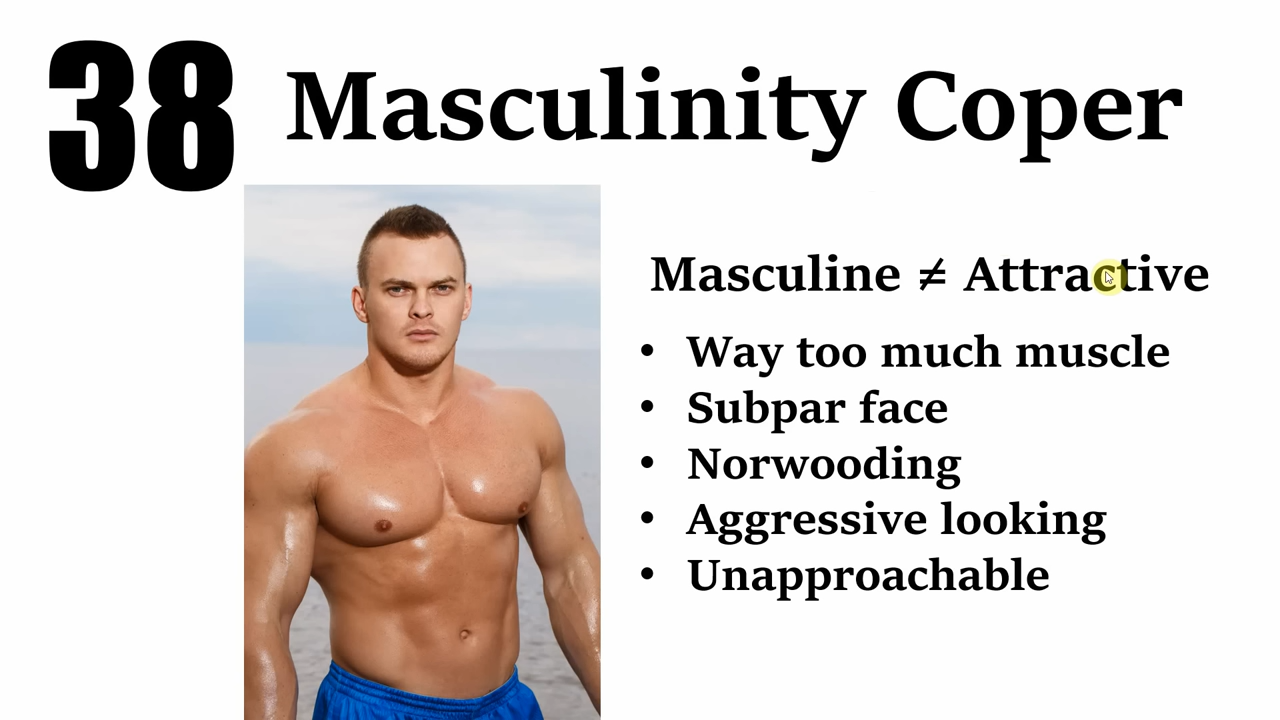 38 Masculinity Coper
Masculine ≠ Attractive
• Way too much muscle
• Subpar face
• Norwooding
• Aggressive looking
• Unapproachable